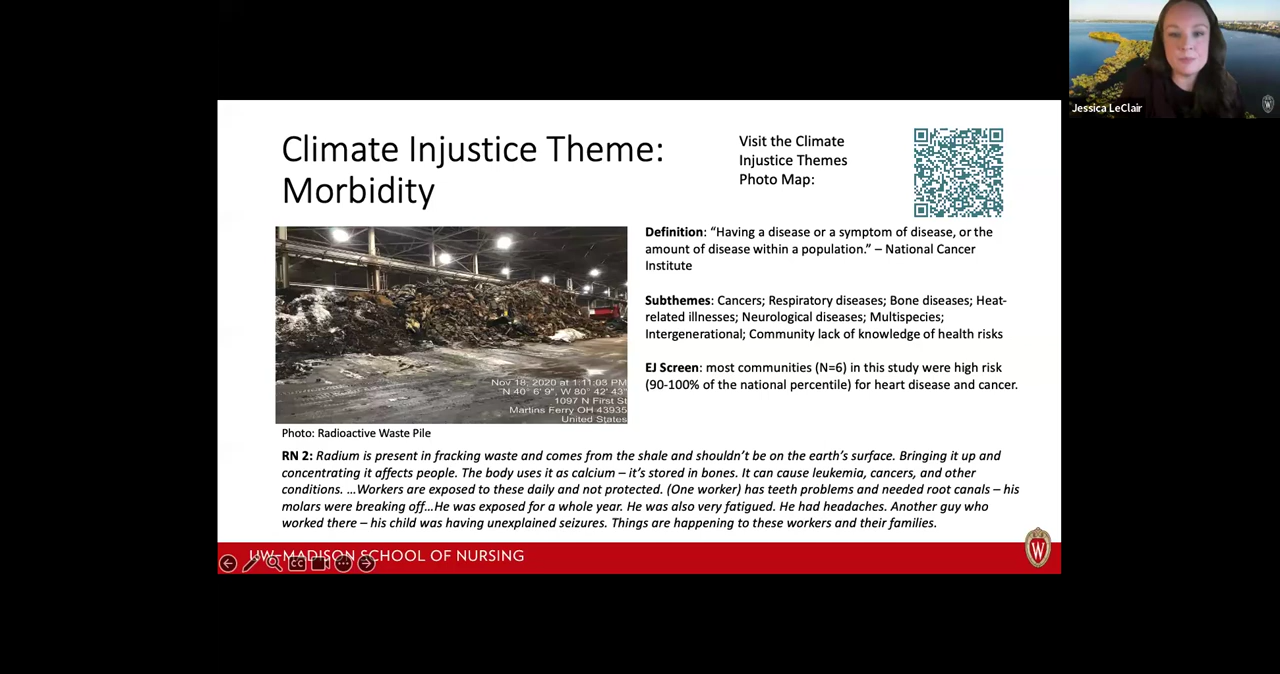 Jessica LeClair
Climate Injustice Theme:
Morbidity
Visit the Climate
Injustice Themes
Photo Map:
Definition: “Having a disease or a symptom of disease, or the
amount of disease within a population.” – National Cancer
Institute
Subthemes: Cancers; Respiratory diseases; Bone diseases; Heat-
related illnesses; Neurological diseases; Multispecies;
Intergenerational; Community lack of knowledge of health risks
EJ Screen: most communities (N=6) in this study were high risk
(90-100% of the national percentile) for heart disease and cancer.
Nov 18, 2020 at 1:11:03 PM
N 40° 6' 9", W 80° 42' 43"
1097 N First St
Martins Ferry OH 43935
United States
Photo: Radioactive Waste Pile
RN 2: Radium is present in fracking waste and comes from the shale and shouldn’t be on the earth’s surface. Bringing it up and
concentrating it affects people. The body uses it as calcium – it’s stored in bones. It can cause leukemia, cancers, and other
conditions. …Workers are exposed to these daily and not protected. (One worker) has teeth problems and needed root canals – his
molars were breaking off…He was exposed for a whole year. He was also very fatigued. He had headaches. Another guy who
worked there – his child was having unexplained seizures. Things are happening to these workers and their families.
UW–MADISON SCHOOL OF NURSING
CC
W